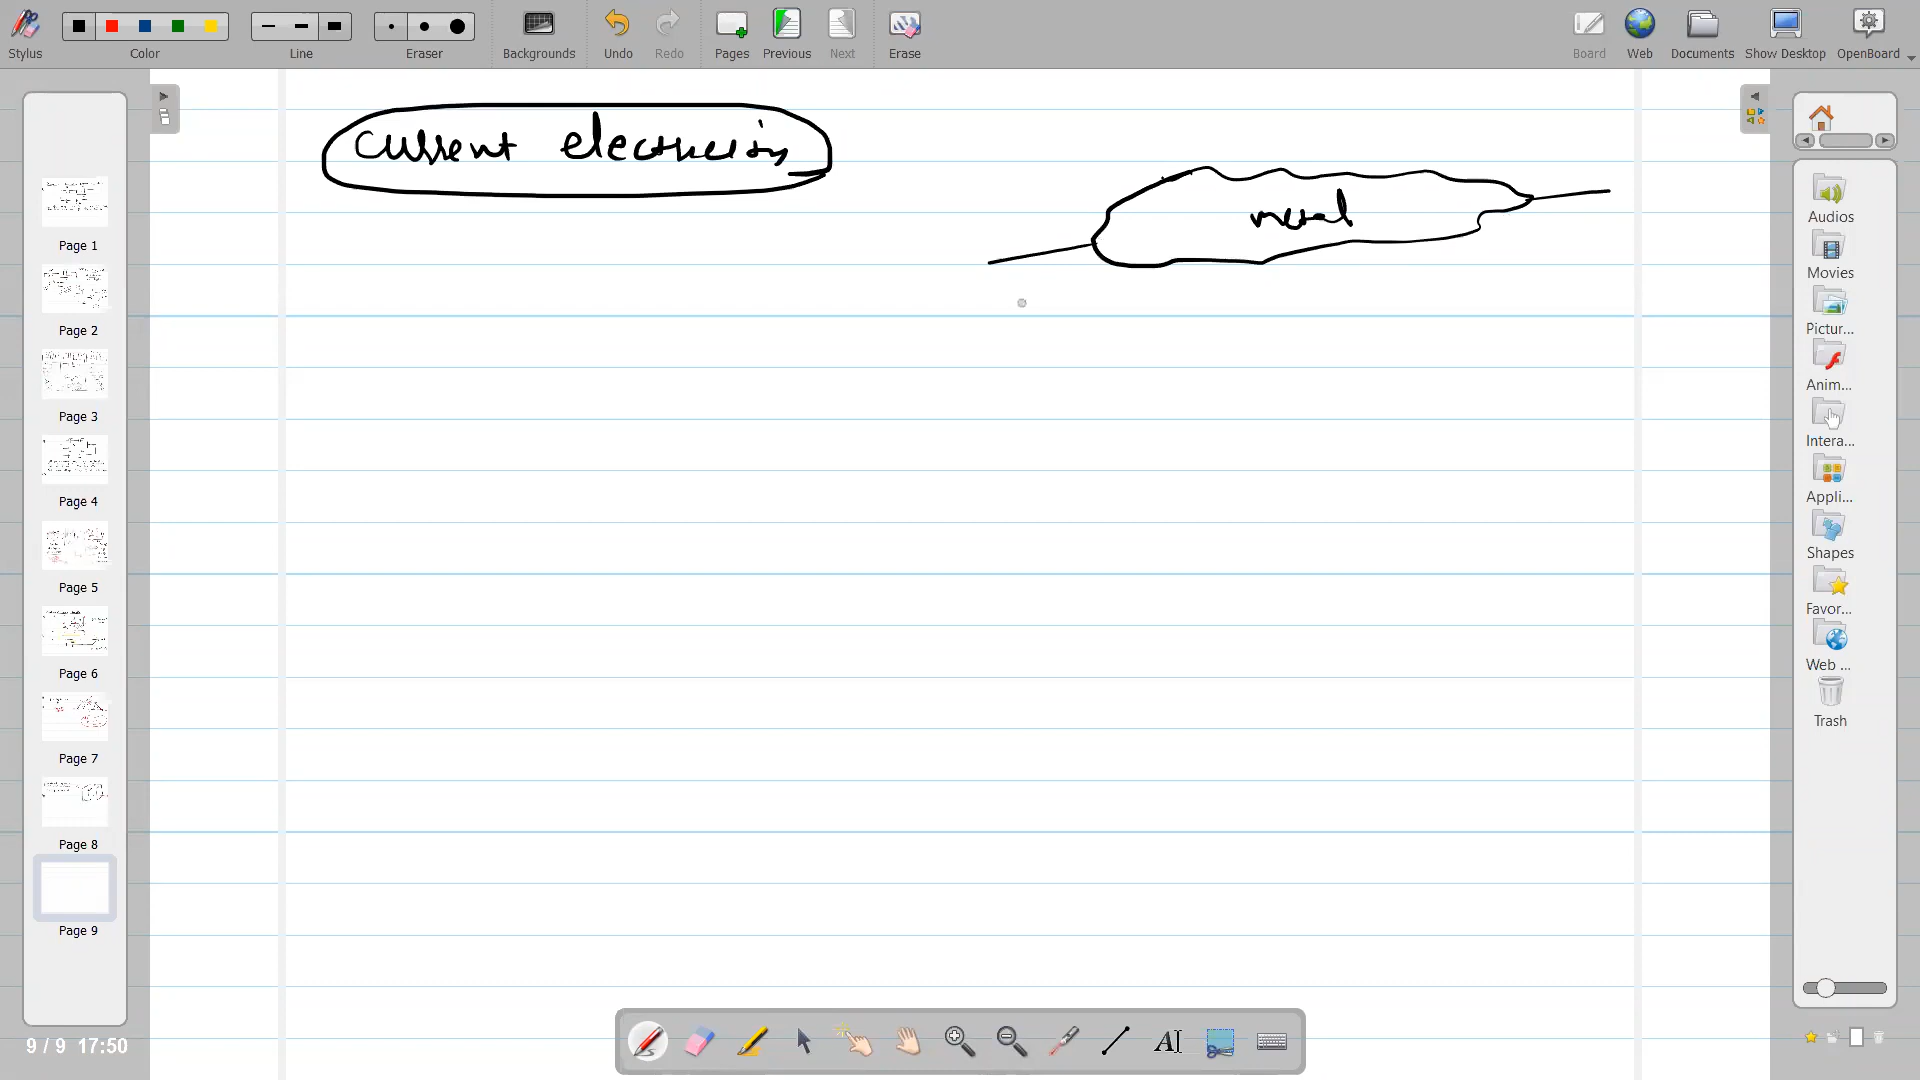 Stylus
Color
Line
Eraser
Backgrounds
Undo
Redo
Pages
Previous
Next
Erase
Board
Web
Documents
Show Desktop
OpenBoard
current electricity
metal
Page 1
Page 2
Page 3
Page 4
Page 5
Page 6
Page 7
Page 8
Page 9
9 / 9 17:50
Audios
Movies
Pictur...
Anim...
Intera...
Appli...
Shapes
Favor...
Web ...
Trash